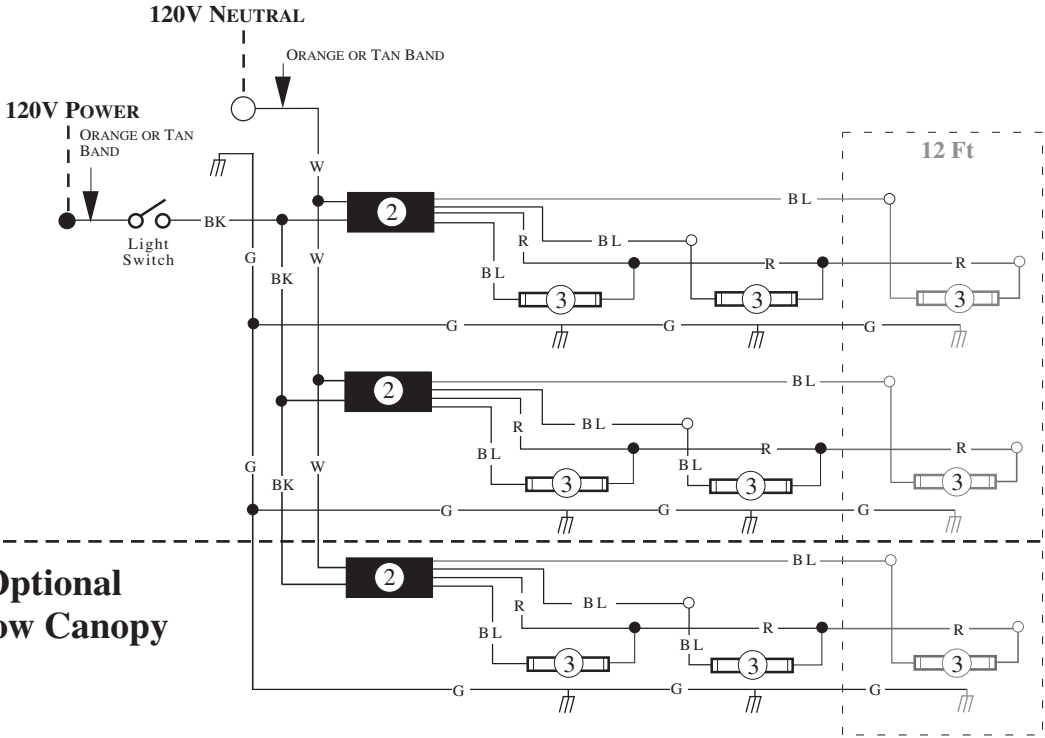 120V NEUTRAL
ORANGE OR TAN BAND
120V POWER
ORANGE OR TAN
BAND
12 Ft
W
BL
2
BK
R
BL
Light
Switch
G
W
BL
R
R
BK
3
3
3
G
G
G
BL
2
R
BL
R
R
G
W
BL
BL
BK
3
3
3
G
G
G
BL
2
Optional
R
BL
ow Canopy
BL
R
R
BL
3
3
3
G
G
G